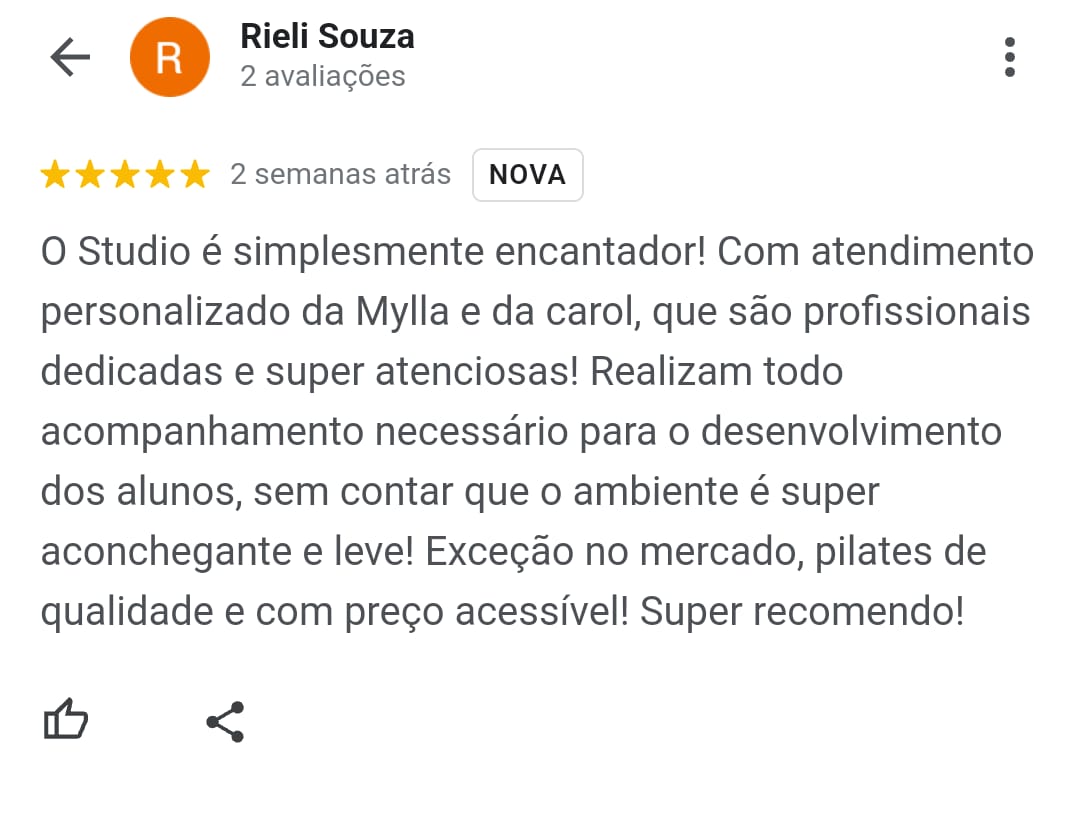 Rieli Souza
2 avaliações
2 semanas atrás NOVA
O Studio é simplesmente encantador! Com atendimento
personalizado da Mylla e da carol, que são profissionais
dedicadas e super atenciosas! Realizam todo
acompanhamento necessário para o desenvolvimento
dos alunos, sem contar que o ambiente é super
aconchegante e leve! Exceção no mercado, pilates de
qualidade e com preço acessível! Super recomendo!